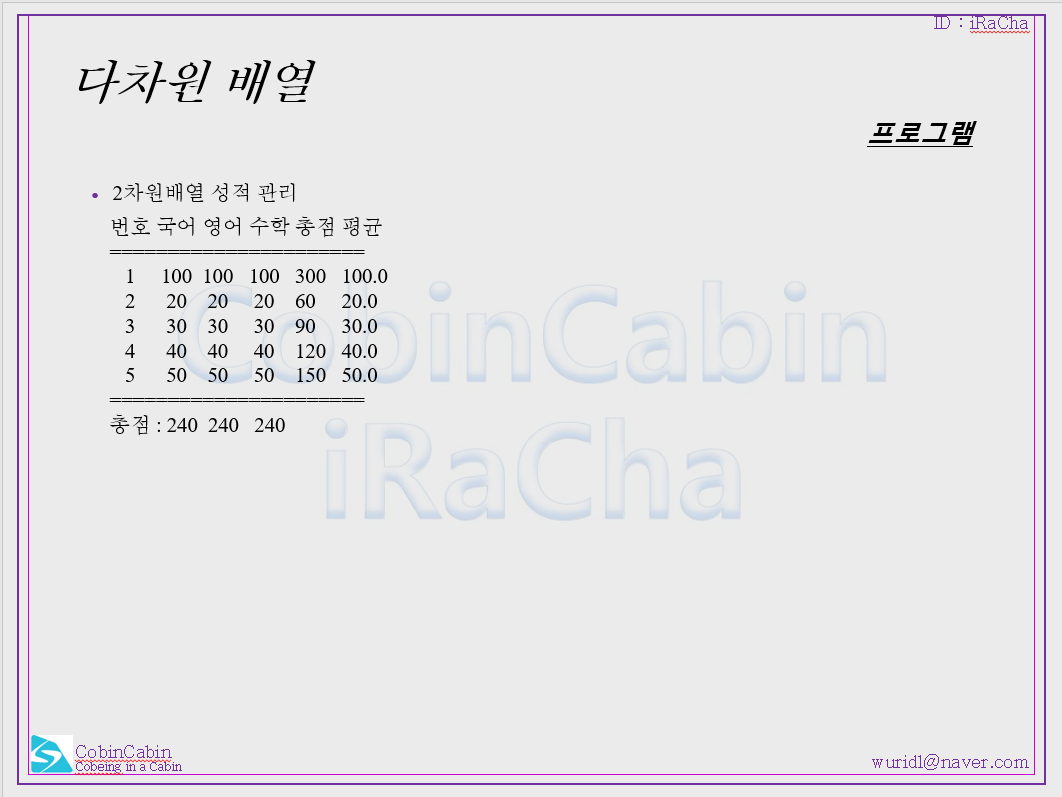 ID : iRaCha
다차원 배열
프로그램
• 2차원배열 성적 관리
번호 국어 영어 수학 총점 평균
======================
1 100 100 100 300 100.0
2 20 20 20 60 20.0
3 30 30 30 90 30.0
4 40 40 40 120 40.0
5 50 50 50 150 50.0
======================
총점 : 240 240 240
CobinCabin
iRaCha
CobinCabin
Cobeing in a Cabin
wuridl@naver.com